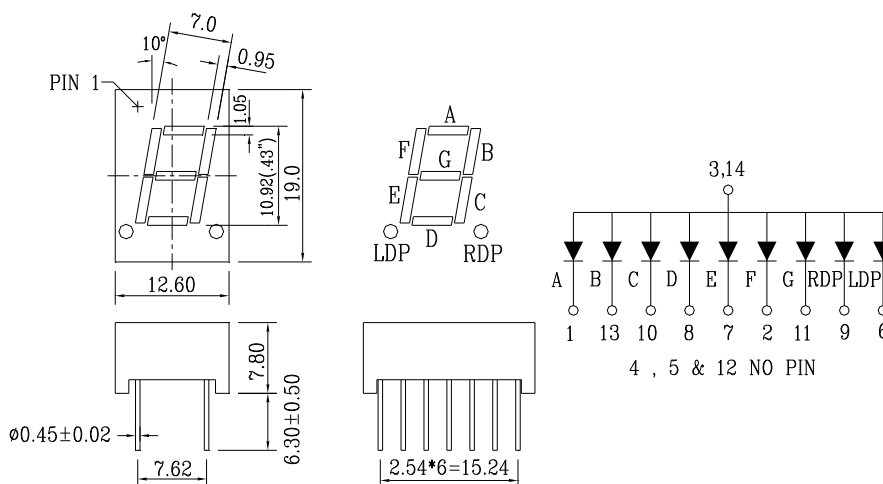 7.0
10°
0.95
PIN 1
1.05
10.92(.43")
19.0
12.60
A
F
B
G
E
C
D
LDP
RDP
3,14
A B C D E F G RDP LDP
1 13 10 8 7 2 11 9 6
4 , 5 & 12 NO PIN
7.80
6.30±0.50
ø0.45±0.02
7.62
2.54*6=15.24